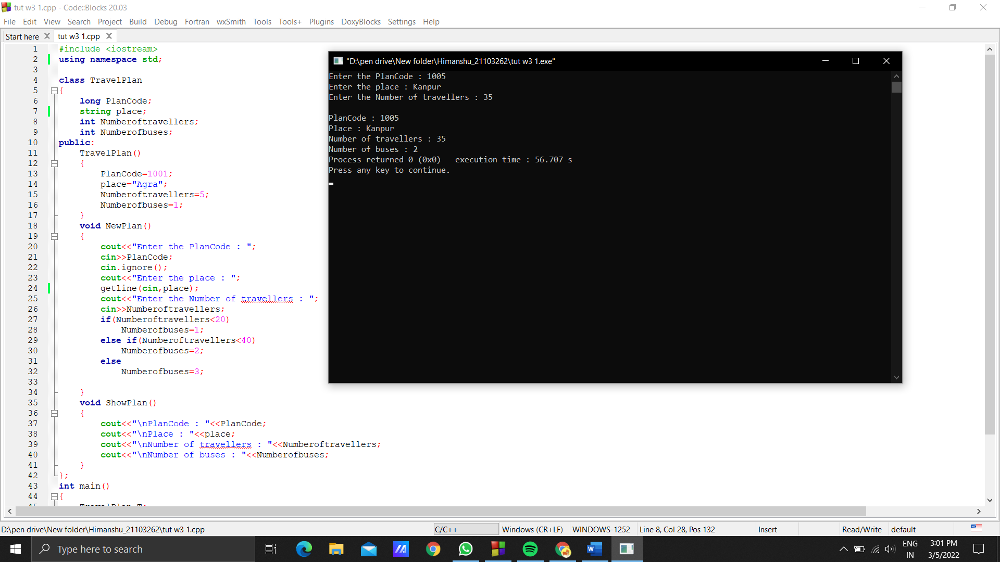 tut w3 1.cpp - Code::Blocks 20.03
File Edit View Search Project Build Debug Fortran wxSmith Tools Tools+ Plugins DoxyBlocks Settings Help
Start here tut w3 1.cpp
1 #include <iostream>
2 using namespace std;
3
4 class TravelPlan
5 {
6 long PlanCode;
7 string place;
8 int Numberoftravellers;
9 int Numberofbuses;
10 public:
11 TravelPlan()
12 {
13 PlanCode=1001;
14 place="Agra";
15 Numberoftravellers=5;
16 Numberofbuses=1;
17 }
18 void NewPlan()
19 {
20 cout<<"Enter the PlanCode : ";
21 cin>>PlanCode;
22 cin.ignore();
23 cout<<"Enter the place : ";
24 getline(cin,place);
25 cout<<"Enter the Number of travellers : ";
26 cin>>Numberoftravellers;
27 if(Numberoftravellers<20)
28 Numberofbuses=1;
29 else if(Numberoftravellers<40)
30 Numberofbuses=2;
31 else
32 Numberofbuses=3;
33
34 }
35 void ShowPlan()
36 {
37 cout<<"\nPlanCode : "<<PlanCode;
38 cout<<"\nPlace : "<<place;
39 cout<<"\nNumber of travellers : "<<Numberoftravellers;
40 cout<<"\nNumber of buses : "<<Numberofbuses;
41 }
42 };
43 int main()
44 {
"D:\pen drive\New folder\Himanshu_21103262\tut w3 1.exe"
Enter the PlanCode : 1005
Enter the place : Kanpur
Enter the Number of travellers : 35
PlanCode : 1005
Place : Kanpur
Number of travellers : 35
Number of buses : 2
Process returned 0 (0x0) execution time : 56.707 s
Press any key to continue.
D:\pen drive\New folder\Himanshu_21103262\tut w3 1.cpp C/C++ Windows (CR+LF) WINDOWS-1252 Line 8, Col 28, Pos 132 Insert Read/Write default
Type here to search
ENG
IN
3:01 PM
3/5/2022